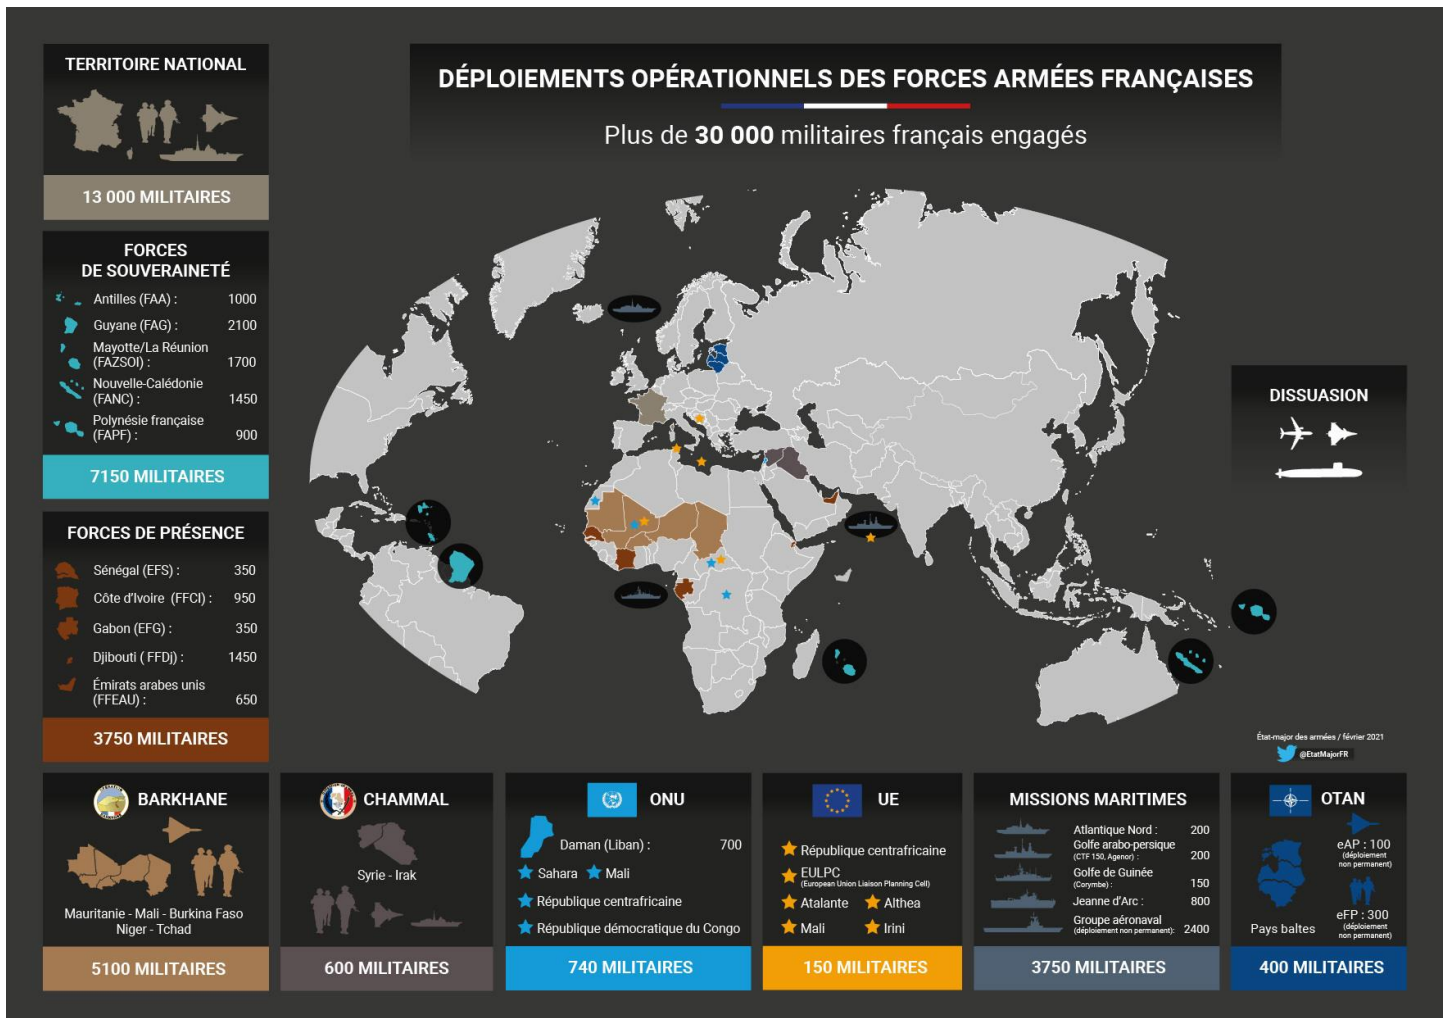 DÉPLOIEMENTS OPÉRATIONNELS DES FORCES ARMÉES FRANÇAISES
Plus de 30 000 militaires français engagés
TERRITOIRE NATIONAL
13 000 MILITAIRES
FORCES
DE SOUVERAINETÉ
Antilles (FAA) : 1000
Guyane (FAG) : 2100
Mayotte/La Réunion
(FAZSOI) : 1700
Nouvelle-Calédonie
(FANC) : 1450
Polynésie française
(FAPF) : 900
7150 MILITAIRES
FORCES DE PRÉSENCE
Sénégal (EFS) : 350
Côte d'Ivoire (FFCI) : 950
Gabon (EFG) : 350
Djibouti ( FFDj) : 1450
Émirats arabes unis
(FFEAU) : 650
3750 MILITAIRES
DISSUASION
État-major des armées / février 2021
@EtatMajorFR
BARKHANE
Mauritanie - Mali - Burkina Faso
Niger - Tchad
5100 MILITAIRES
CHAMMAL
Syrie - Irak
600 MILITAIRES
ONU
Daman (Liban) : 700
Sahara Mali
République centrafricaine
République démocratique du Congo
740 MILITAIRES
UE
République centrafricaine
EULPC
(European Union Liaison Planning Cell)
Atalante Althea
Mali Irini
150 MILITAIRES
MISSIONS MARITIMES
Atlantique Nord : 200
Golfe arabo-persique
(CTF 150, Agenor) : 200
Golfe de Guinée
(Corymbe) : 150
Jeanne d'Arc : 800
Groupe aéronaval
(déploiement non permanent): 2400
3750 MILITAIRES
OTAN
eAP : 100
(déploiement
non permanent)
eFP : 300
(déploiement
non permanent)
Pays baltes
400 MILITAIRES